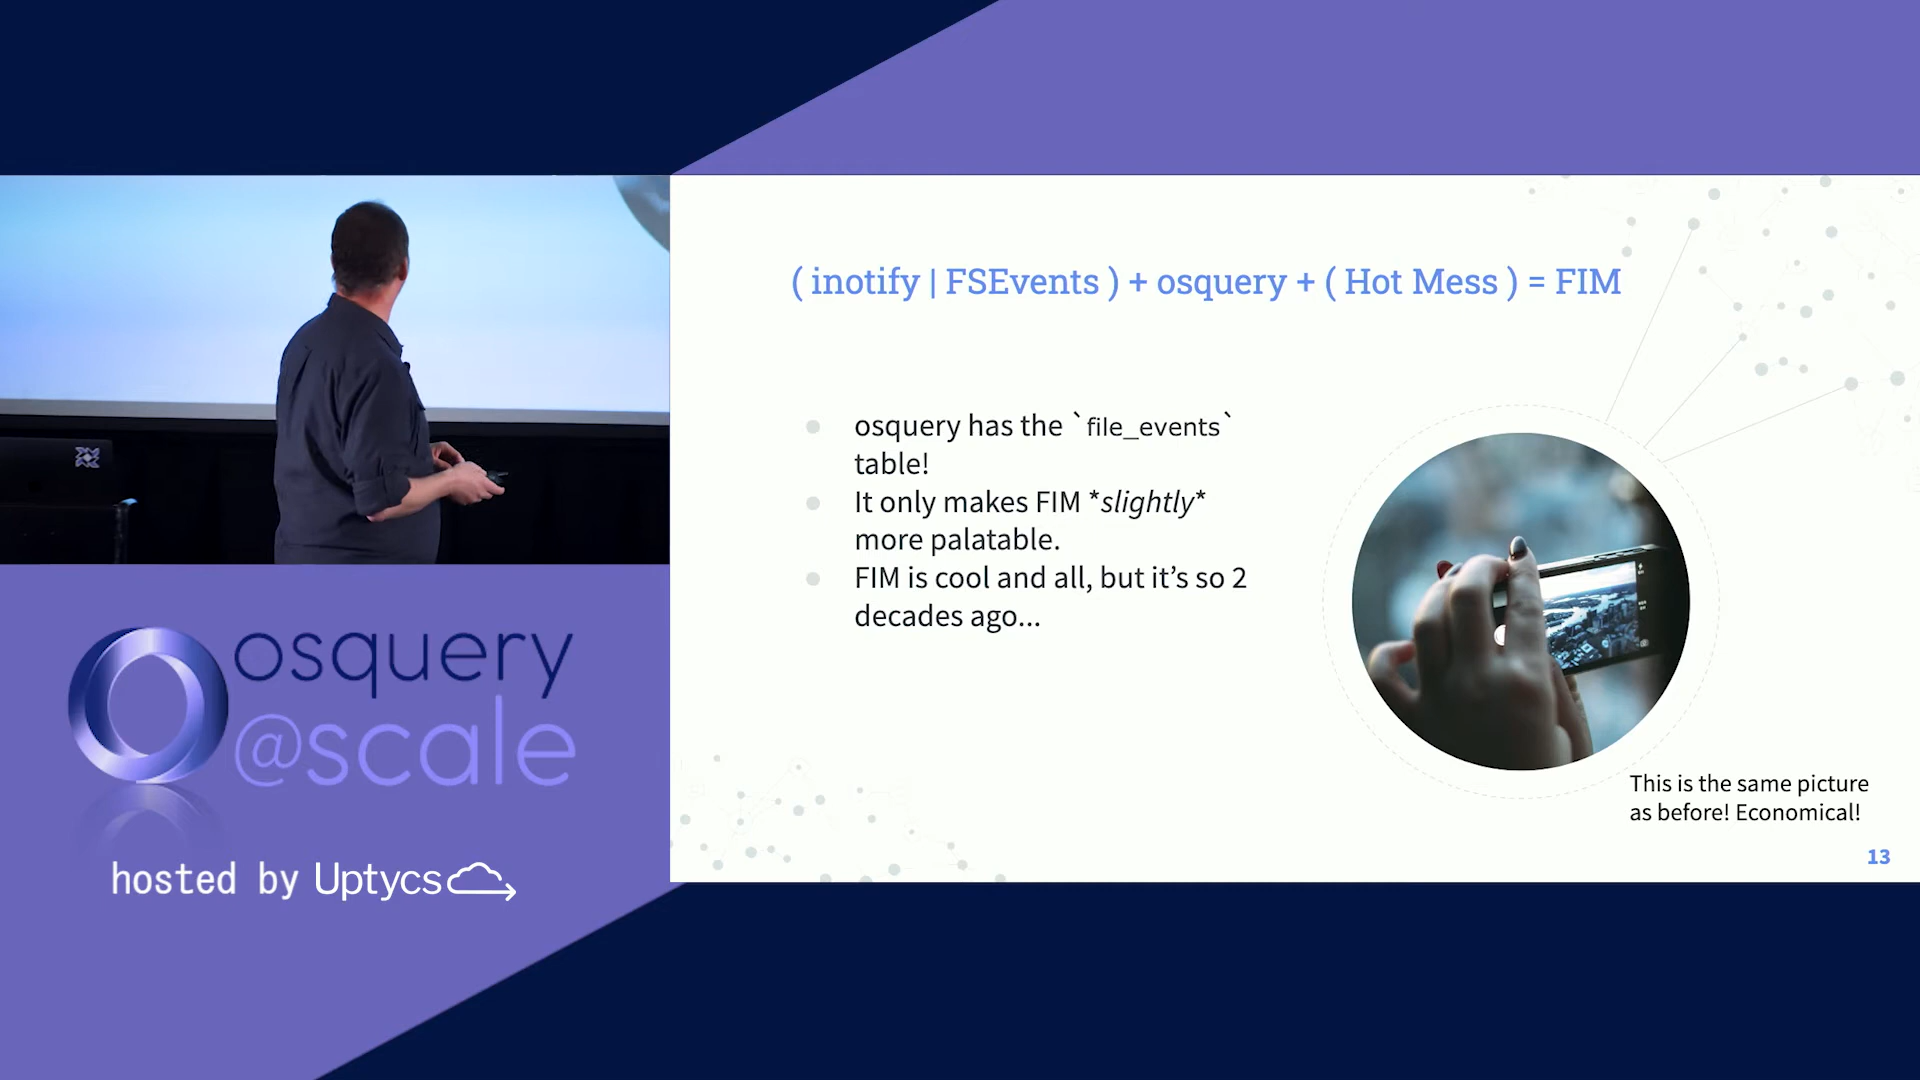 ( inotify | FSEvents ) + osquery + ( Hot Mess ) = FIM
osquery has the `file_events`
table!
It only makes FIM *slightly*
more palatable.
FIM is cool and all, but it’s so 2
decades ago...
This is the same picture
as before! Economical!
13
osquery
@scale
hosted by Uptycs